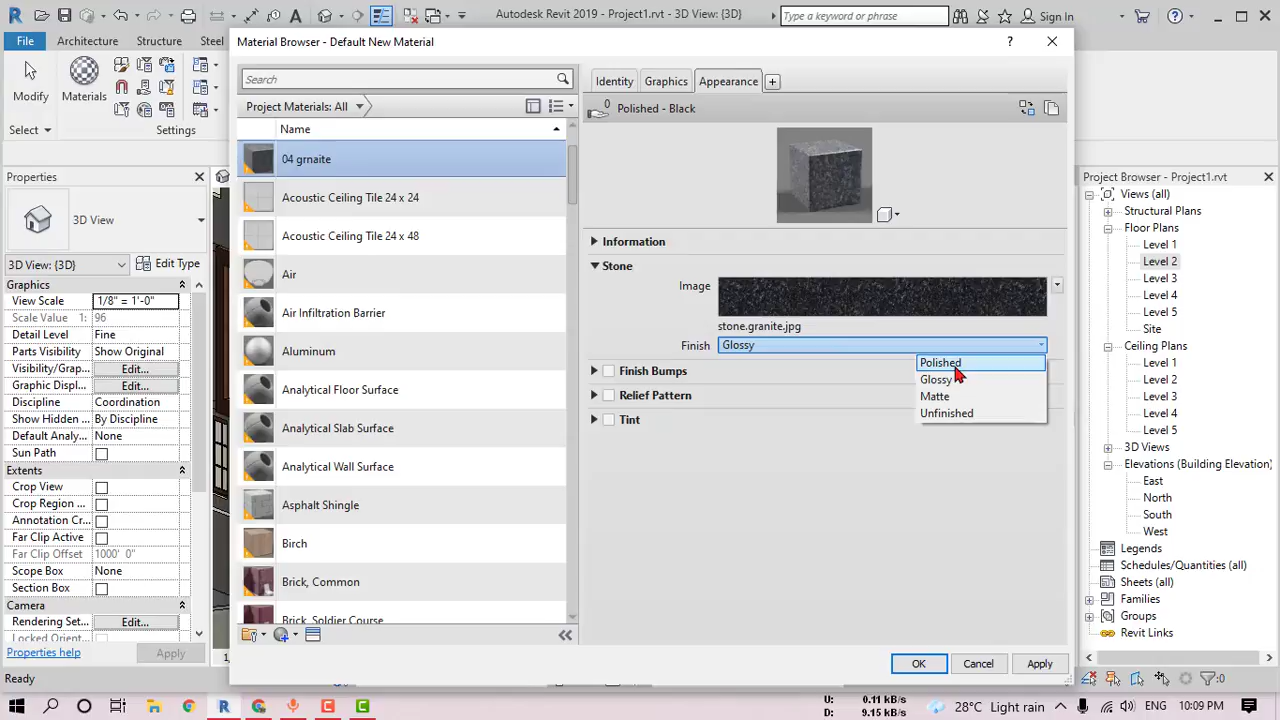 Autodesk Revit 2019 - Project1.rvt - 3D View: {3D}
Type a keyword or phrase
Sign In
File
Architecture
Structure
Steel
Modify
Materials
Select
Settings
Properties
3D View
3D View: {3D}
Edit Type
Graphics
View Scale 1/8" = 1'-0"
Scale Value 1: 96
Detail Level Fine
Parts Visibility Show Original
Visibility/Gra... Edit...
Graphic Displ... Edit...
Discipline Coordination
Show Hidden ... By Discipline
Default Analy... None
Sun Path
Extents
Crop View
Crop Region ...
Annotation Cr...
Far Clip Active
Far Clip Offset 1000' 0"
Scope Box None
Section Box
Camera
Rendering Set... Edit...
Locked Orient...
Properties help
Apply
Ready
Material Browser - Default New Material
?
Search
Project Materials: All
Name
04 grnaite
Acoustic Ceiling Tile 24 x 24
Acoustic Ceiling Tile 24 x 48
Air
Air Infiltration Barrier
Aluminum
Analytical Floor Surface
Analytical Slab Surface
Analytical Wall Surface
Asphalt Shingle
Birch
Brick, Common
Brick, Soldier Course
Identity
Graphics
Appearance
+
0
Polished - Black
Information
Stone
Image
stone.granite.jpg
Finish Glossy
Polished
Glossy
Matte
Unfinished
Finish Bumps
Relief Pattern
Tint
OK
Cancel
Apply
Project Browser - Project1.rvt
Views (all)
Structural Plans
Floor Plans
Level 1
Level 2
Level 3
Level 4
Level 5
Site
Ceiling Plans
Level 1
Level 2
Level 3
Level 4
Level 5
3D Views
Elevations (Building Elevation)
East
North
South
West
Legends
Schedules/Quantities (all)
Sheets (all)
Families
Groups
Revit Links
:0
U: 0.11 kB/s
D: 9.15 kB/s
28°C Light rain
10:09 PM